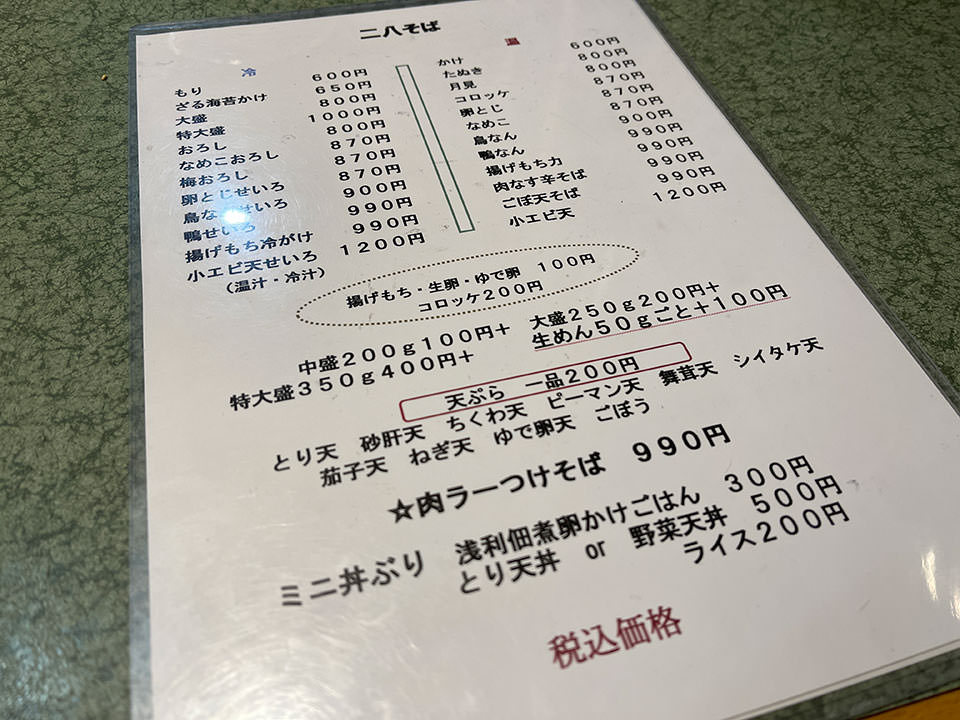 二八そば
冷
もり 600円
ざる海苔かけ 650円
大盛 800円
特大盛 1000円
おろし 800円
なめこおろし 870円
梅おろし 870円
卵とじせいろ 870円
鳥な せいろ 900円
鴨せいろ 990円
揚げもち冷がけ 990円
小エビ天せいろ 1200円
（温汁・冷汁）
温
かけ 600円
たぬき 800円
月見 800円
コロッケ 870円
卵とじ 870円
なめこ 870円
鳥なん 900円
鴨なん 990円
揚げもち力 990円
肉なす辛そば 990円
ごぼ天そば 990円
小エビ天 1200円
揚げもち・生卵・ゆで卵 100円
コロッケ200円
中盛200ｇ100円＋ 大盛250ｇ200円＋
特大盛350ｇ400円＋ 生めん50ｇごと＋100円
天ぷら 一品200円
とり天 砂肝天 ちくわ天 ピーマン天 舞茸天 シイタケ天
茄子天 ねぎ天 ゆで卵天 ごぼう
☆肉ラーつけそば 990円
ミニ丼ぶり 浅利佃煮卵かけごはん 300円
とり天丼 or 野菜天丼 500円
ライス200円
税込価格